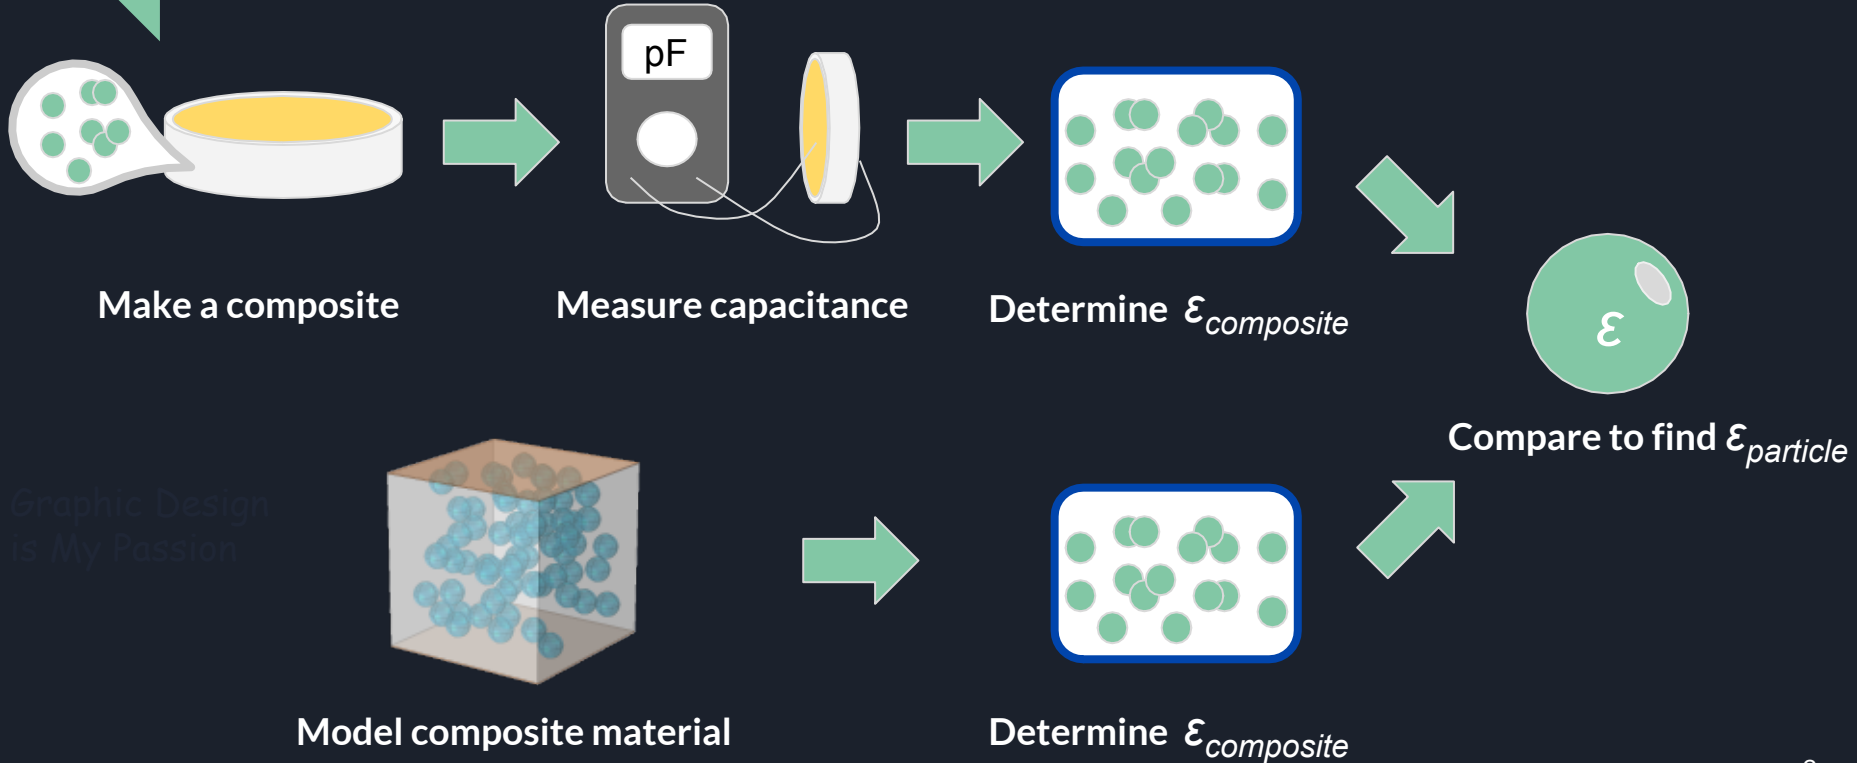 pF
Make a composite
Measure capacitance
Determine ε composite
ε
Compare to find ε particle
Graphic Design
is My Passion
Model composite material
Determine ε composite